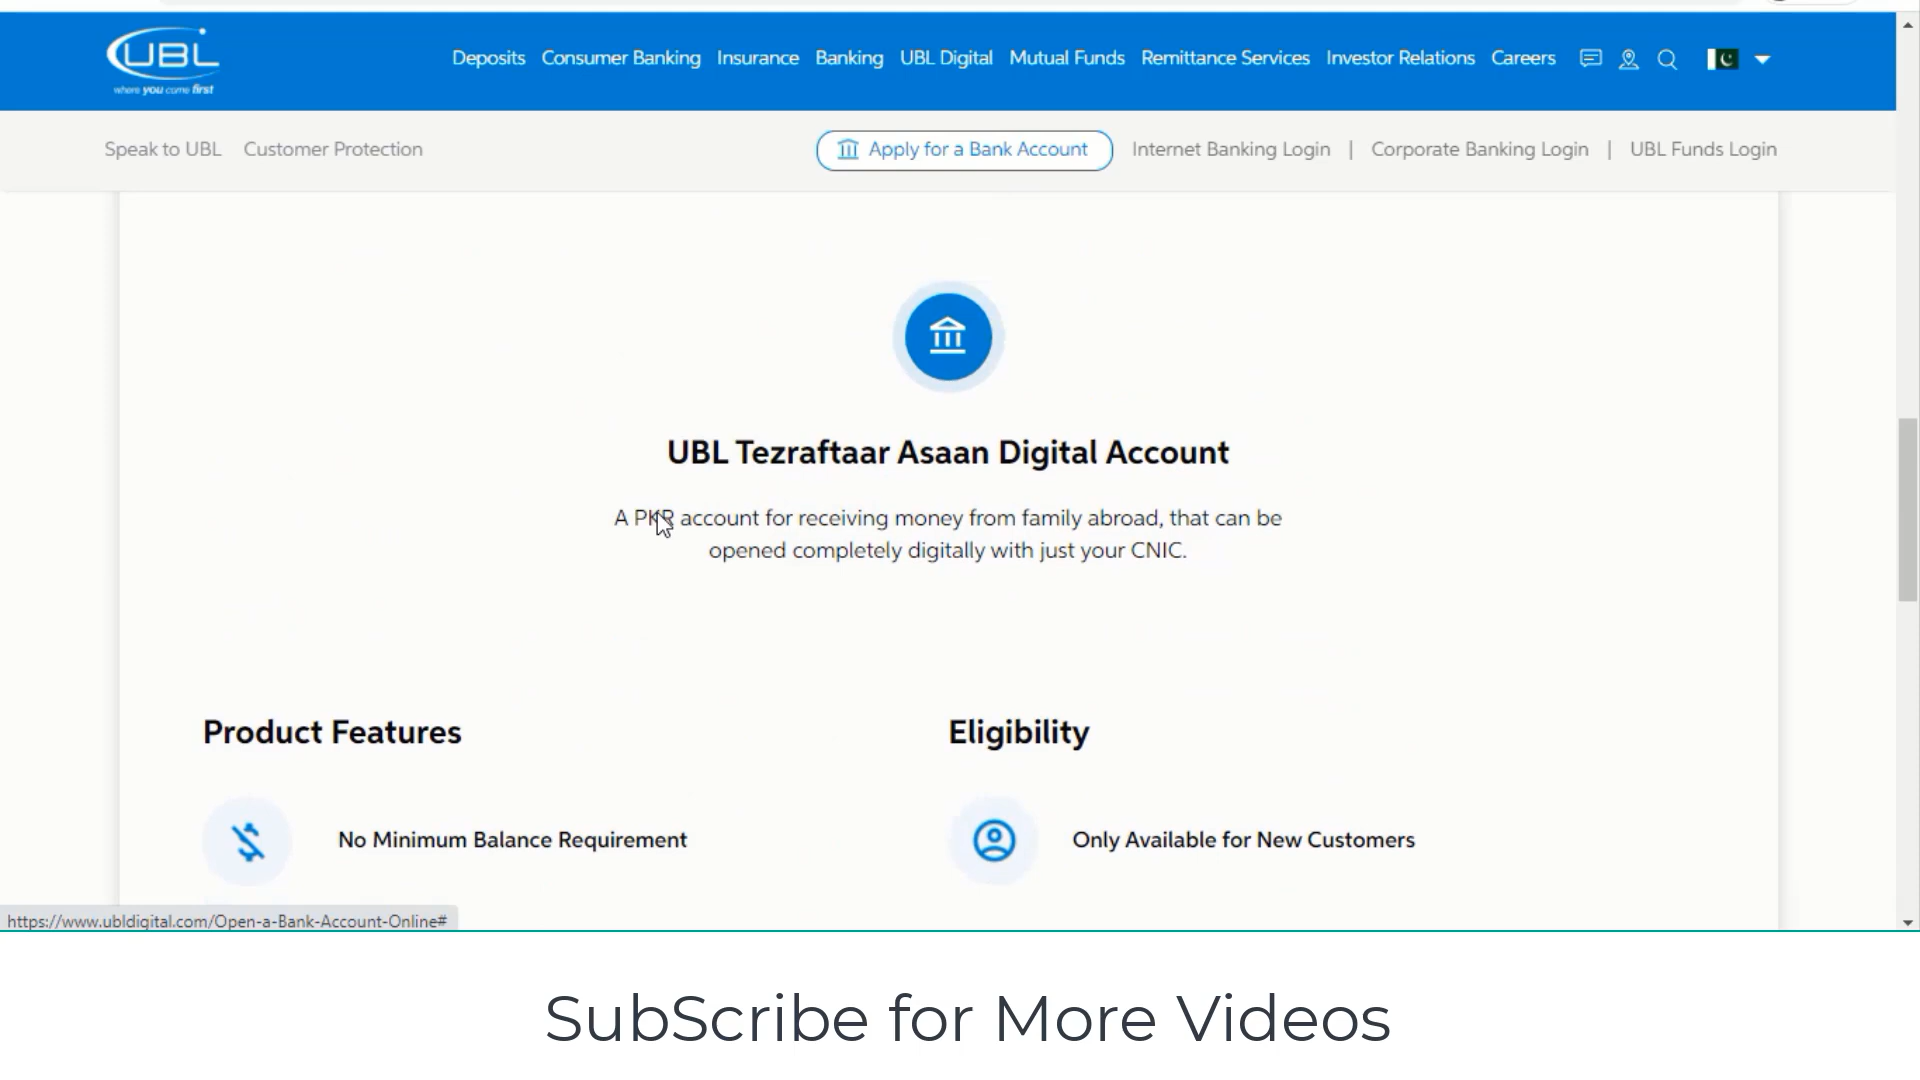 UBL
where you come first
Deposits Consumer Banking Insurance Banking UBL Digital Mutual Funds Remittance Services Investor Relations Careers
Speak to UBL Customer Protection Apply for a Bank Account Internet Banking Login | Corporate Banking Login | UBL Funds Login
UBL Tezraftaar Asaan Digital Account
A PKR account for receiving money from family abroad, that can be
opened completely digitally with just your CNIC.
Product Features Eligibility
No Minimum Balance Requirement Only Available for New Customers
https://www.ubldigital.com/Open-a-Bank-Account-Online#
SubScribe for More Videos